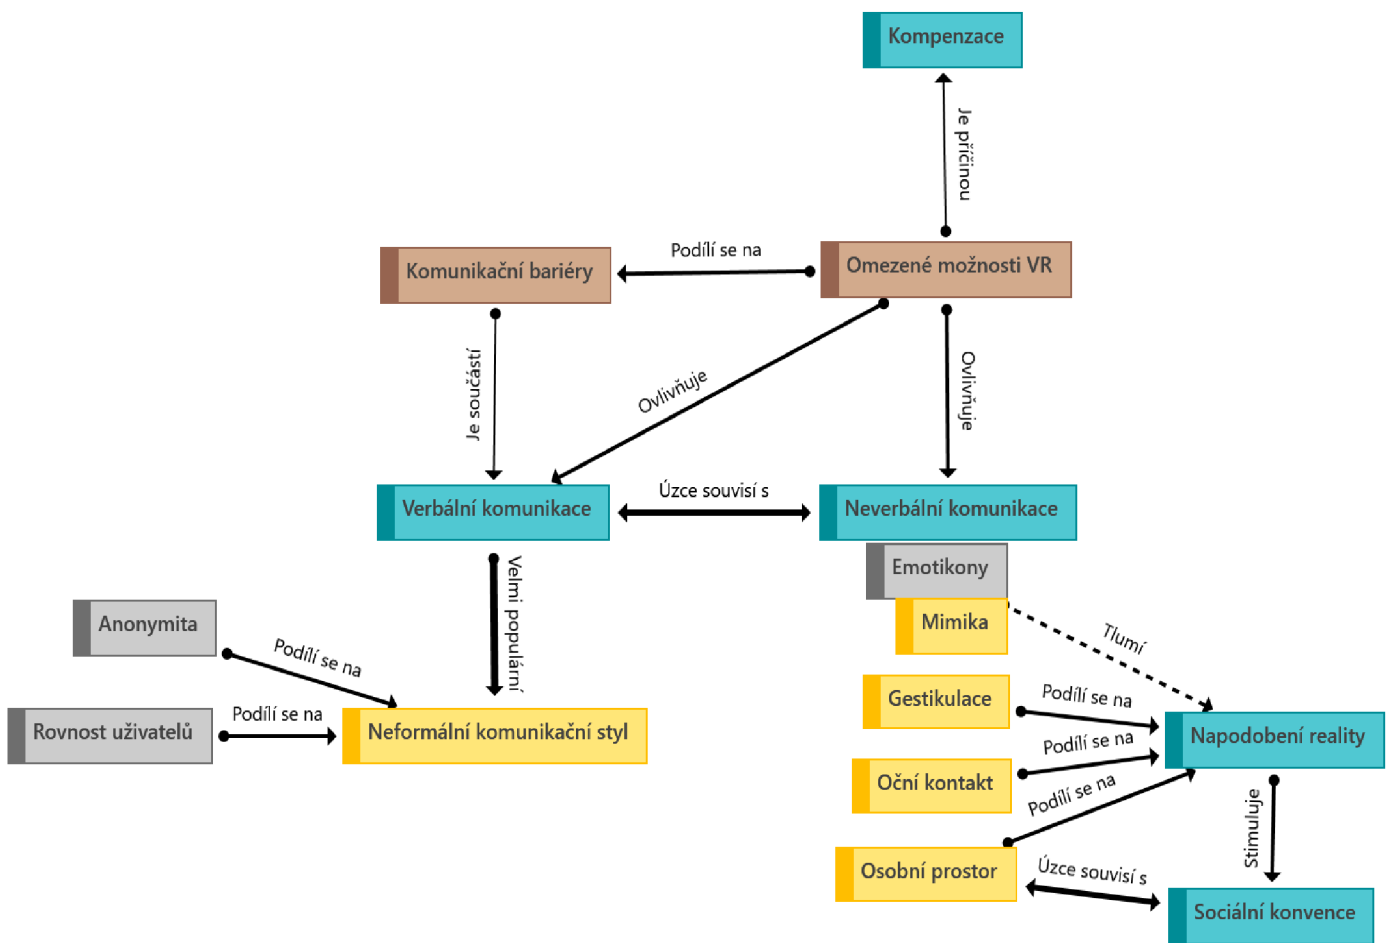 Kompenzace
Je příčinou
Podílí se na
Komunikační bariéry
Omezené možnosti VR
Je součástí
Ovlivňuje
Ovlivňuje
Úzce souvisí s
Verbální komunikace
Neverbální komunikace
Emotikony
Velmi populární
Anonymita
Mimika
Tlumí
Podílí se na
Gestikulace
Podílí se na
Podílí se na
Rovnost uživatelů
Neformální komunikační styl
Napodobení reality
Podílí se na
Oční kontakt
Podílí se na
Stimuluje
Osobní prostor
Úzce souvisí s
Sociální konvence